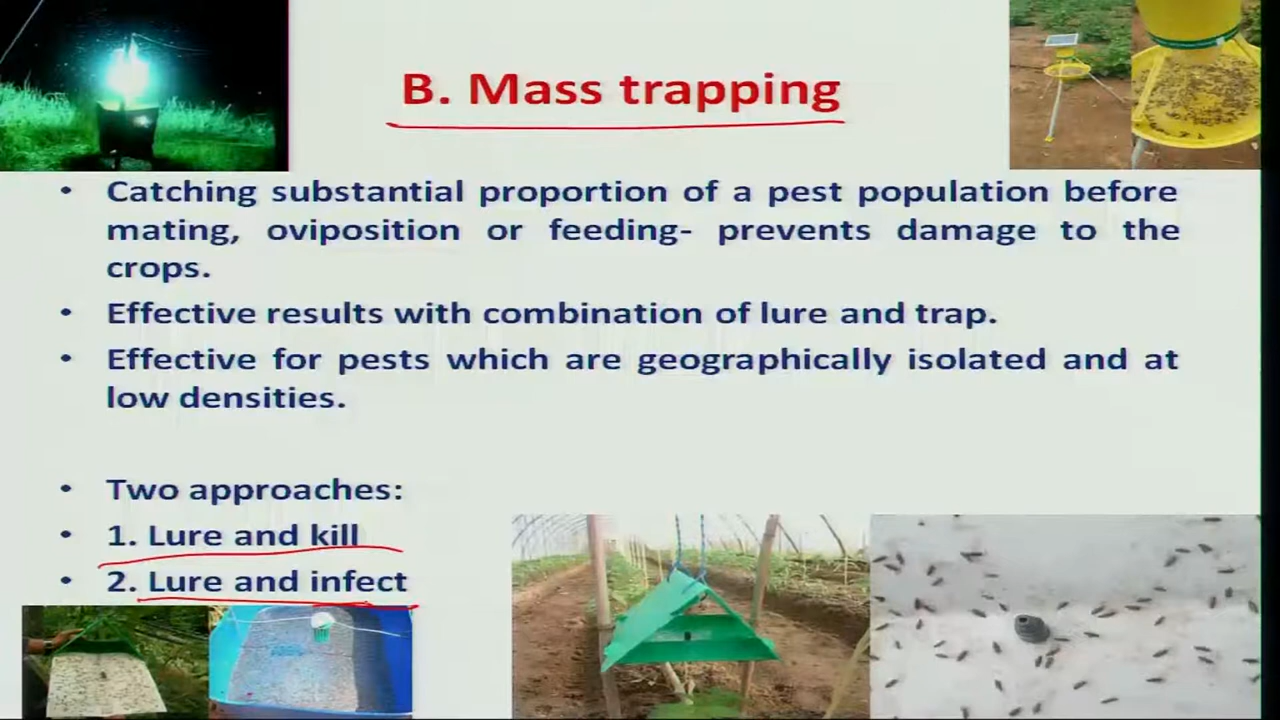 B. Mass trapping
• Catching substantial proportion of a pest population before
mating, oviposition or feeding- prevents damage to the
crops.
• Effective results with combination of lure and trap.
• Effective for pests which are geographically isolated and at
low densities.
• Two approaches:
• 1. Lure and kill
• 2. Lure and infect